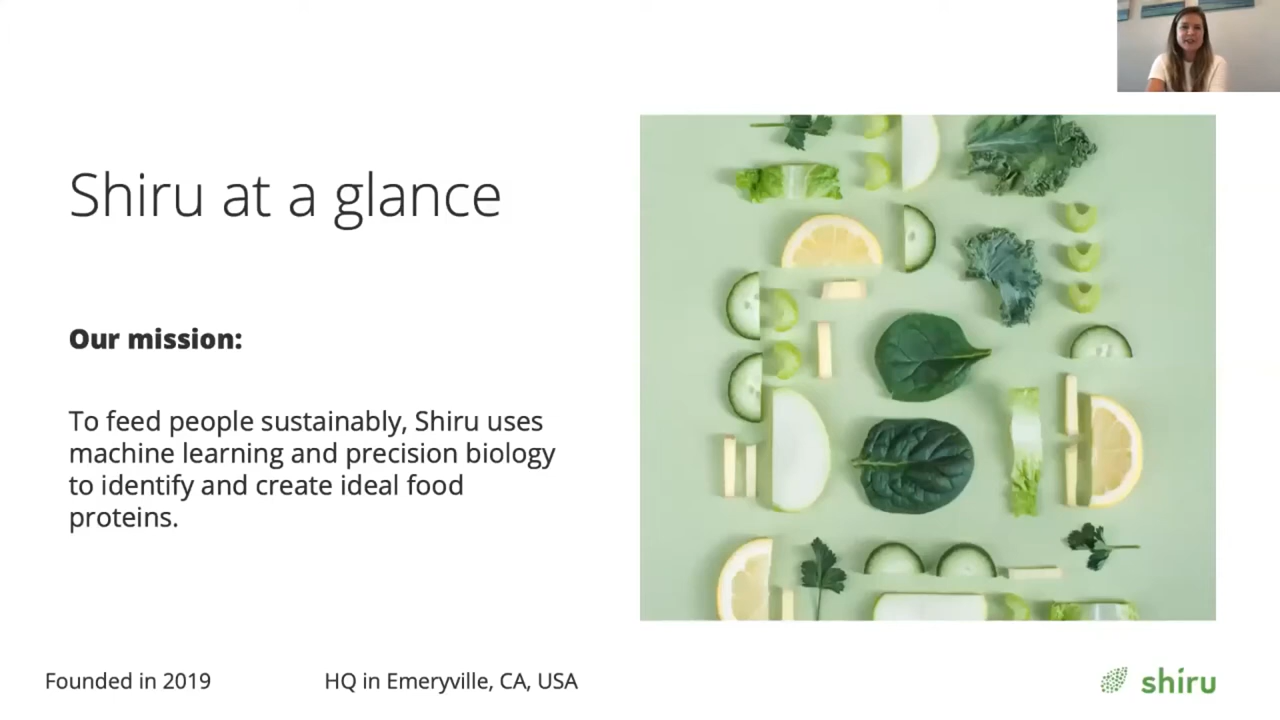 Shiru at a glance
Our mission:
To feed people sustainably, Shiru uses
machine learning and precision biology
to identify and create ideal food
proteins.
Founded in 2019
HQ in Emeryville, CA, USA
shiru